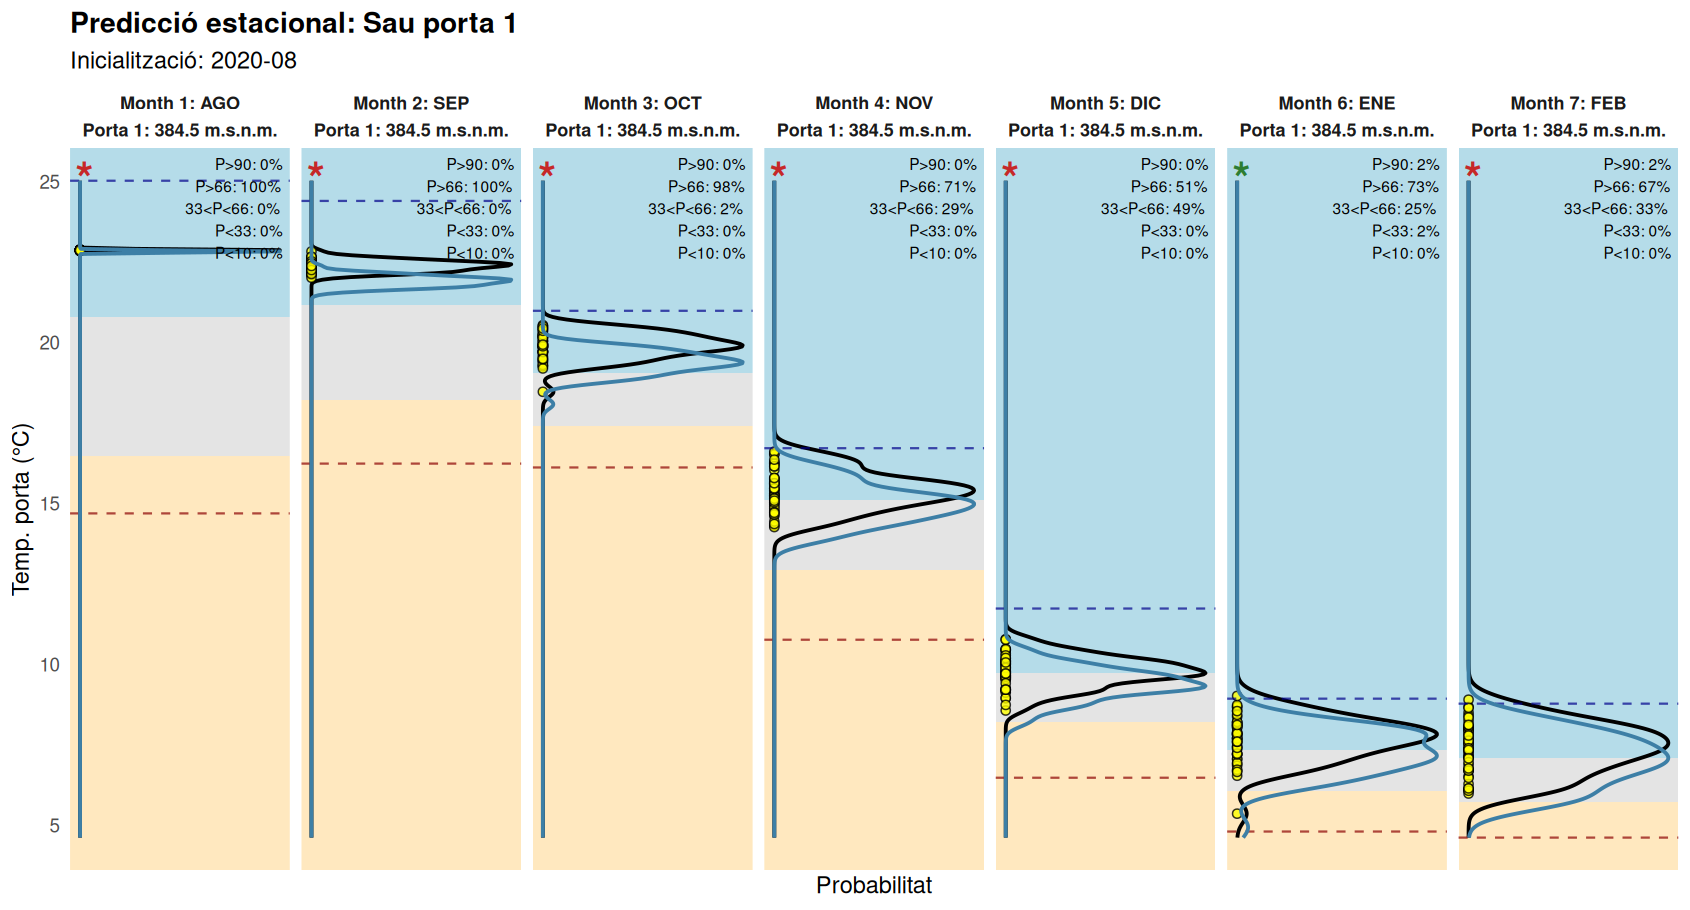 Predicció estacional: Sau porta 1
Inicialització: 2020-08
Month 1: AGO
Porta 1: 384.5 m.s.n.m.
Month 2: SEP
Porta 1: 384.5 m.s.n.m.
Month 3: OCT
Porta 1: 384.5 m.s.n.m.
Month 4: NOV
Porta 1: 384.5 m.s.n.m.
Month 5: DIC
Porta 1: 384.5 m.s.n.m.
Month 6: ENE
Porta 1: 384.5 m.s.n.m.
Month 7: FEB
Porta 1: 384.5 m.s.n.m.
*
P>90: 0%
P>66: 100%
33<P<66: 0%
P<33: 0%
P<10: 0%
*
P>90: 0%
P>66: 100%
33<P<66: 0%
P<33: 0%
P<10: 0%
*
P>90: 0%
P>66: 98%
33<P<66: 2%
P<33: 0%
P<10: 0%
*
P>90: 0%
P>66: 71%
33<P<66: 29%
P<33: 0%
P<10: 0%
*
P>90: 0%
P>66: 51%
33<P<66: 49%
P<33: 0%
P<10: 0%
*
P>90: 2%
P>66: 73%
33<P<66: 25%
P<33: 2%
P<10: 0%
*
P>90: 2%
P>66: 67%
33<P<66: 33%
P<33: 0%
P<10: 0%
25
20
15
10
5
Temp. porta (°C)
Probabilitat